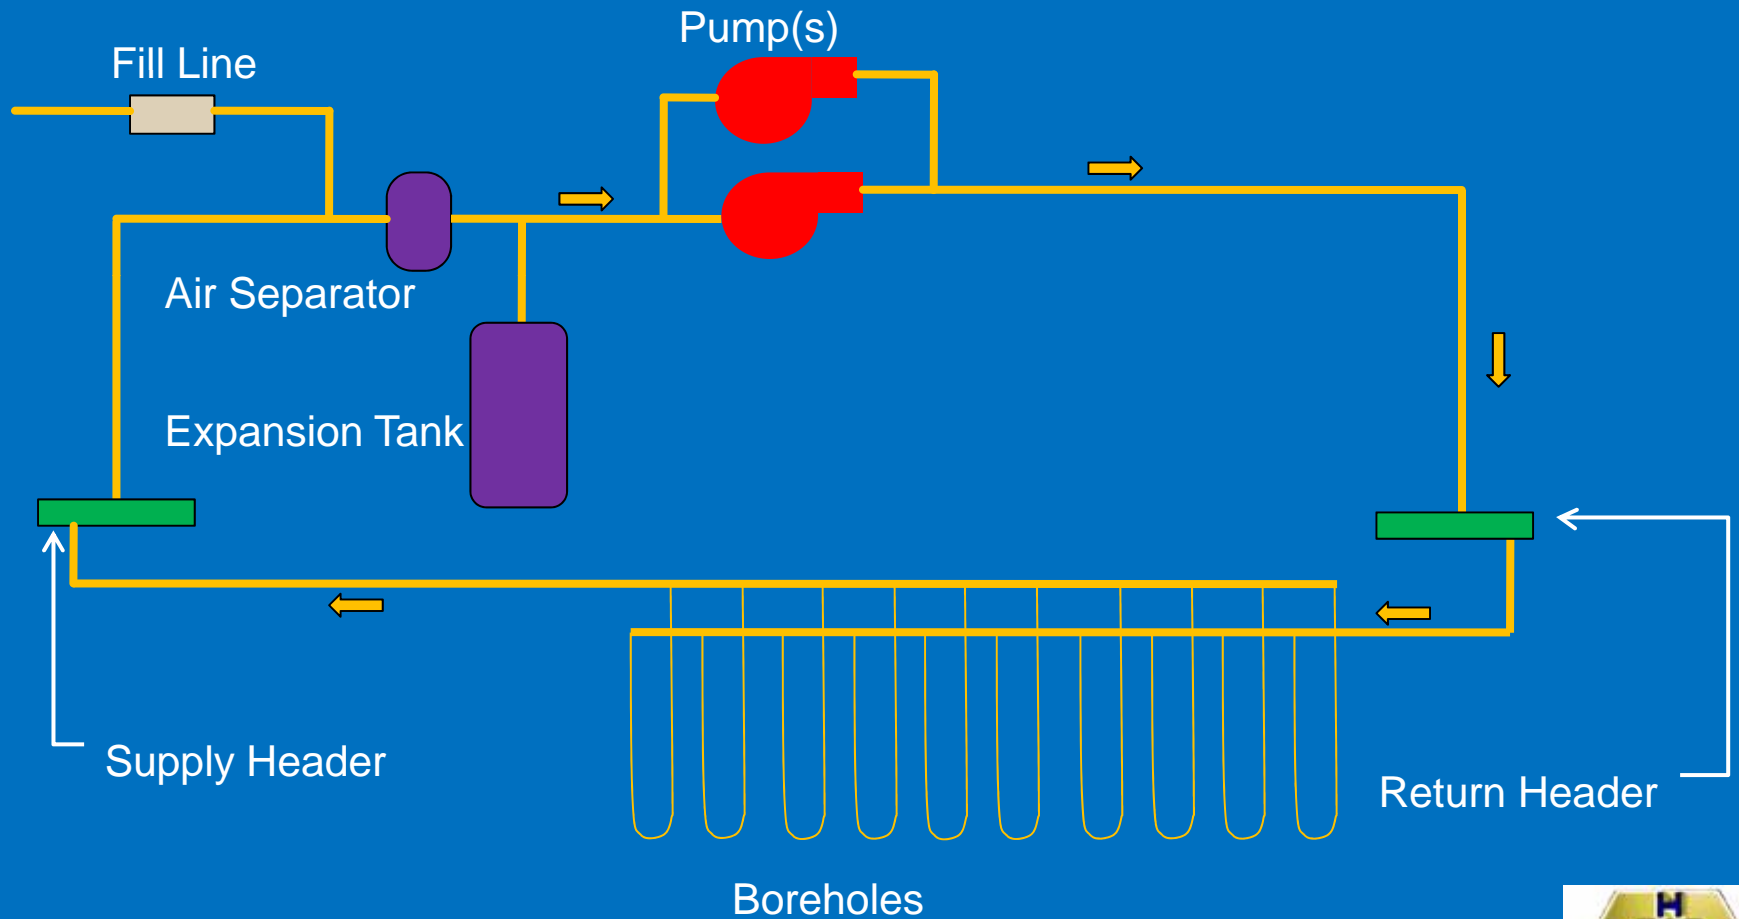 Pump(s)
Fill Line
Air Separator
Expansion Tank
Supply Header
Return Header
Boreholes
H